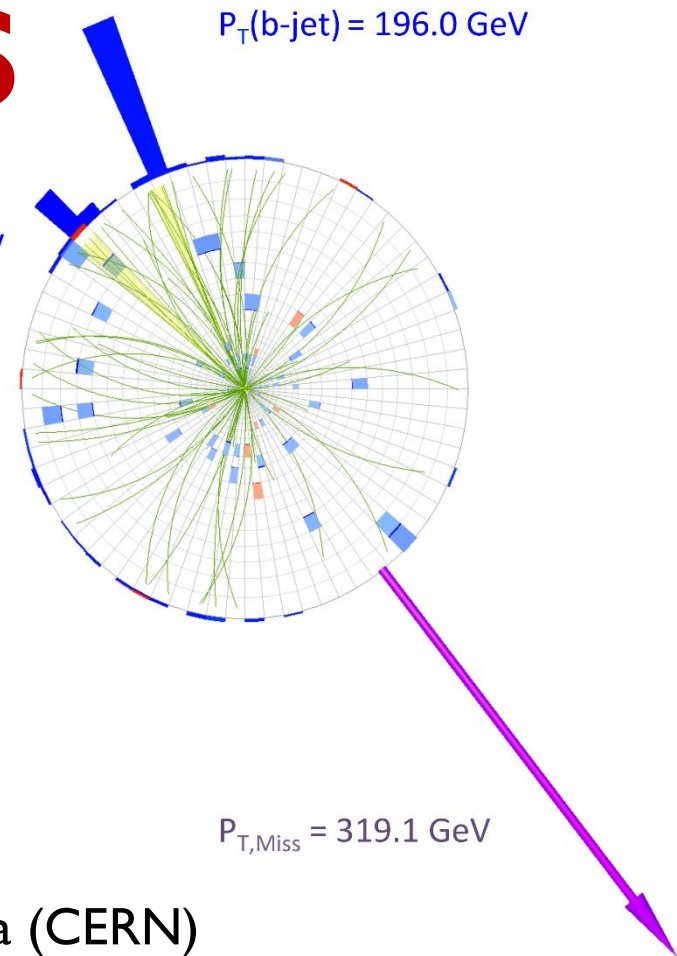 S
P_T(b-jet) = 196.0 GeV
P_T,Miss = 319.1 GeV
(CERN)